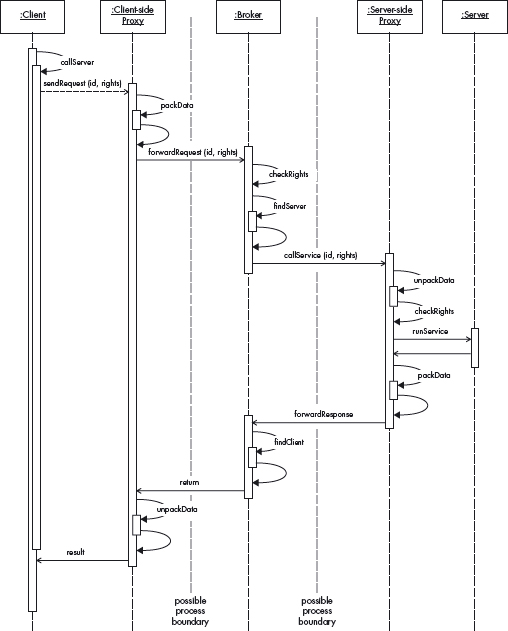 :Client
:Client-side
Proxy
:Broker
:Server-side
Proxy
:Server
callServer
sendRequest (id, rights)
packData
forwardRequest (id, rights)
checkRights
findServer
callService (id, rights)
unpackData
checkRights
runService
packData
forwardResponse
findClient
return
unpackData
result
possible
process
boundary
possible
process
boundary